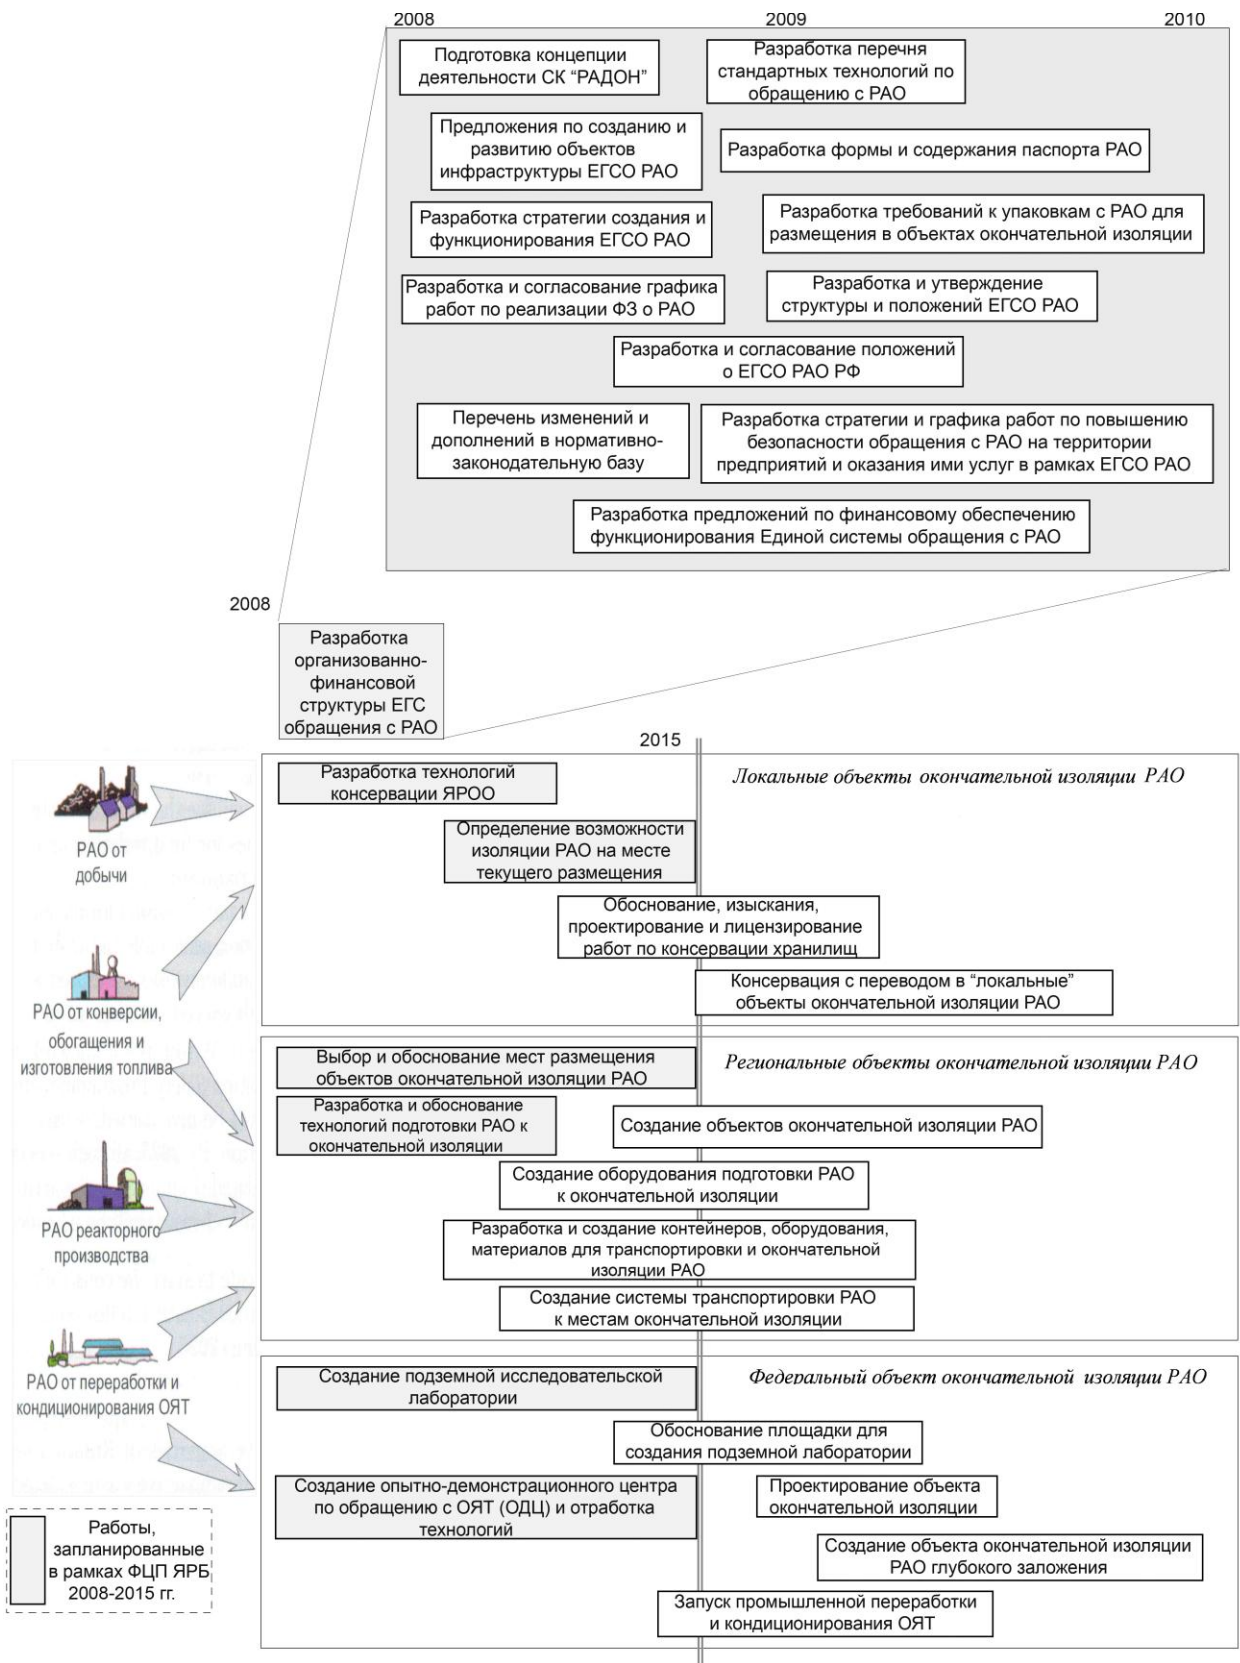 2008
2009
2010
Подготовка концепции
деятельности СК “РАДОН”
Разработка перечня
стандартных технологий по
обращению с РАО
Предложения по созданию и
развитию объектов
инфраструктуры ЕГСО РАО
Разработка формы и содержания паспорта РАО
Разработка стратегии создания и
функционирования ЕГСО РАО
Разработка требований к упаковкам с РАО для
размещения в объектах окончательной изоляции
Разработка и согласование графика
работ по реализации ФЗ о РАО
Разработка и утверждение
структуры и положений ЕГСО РАО
Разработка и согласование положений
о ЕГСО РАО РФ
Перечень изменений и
дополнений в нормативно-
законодательную базу
Разработка стратегии и графика работ по повышению
безопасности обращения с РАО на территории
предприятий и оказания ими услуг в рамках ЕГСО РАО
Разработка предложений по финансовому обеспечению
функционирования Единой системы обращения с РАО
2008
Разработка
организованно-
финансовой
структуры ЕГС
обращения с РАО
2015
РАО от
добычи
РАО от конверсии,
обогащения и
изготовления топлива
РАО реакторного
производства
РАО от переработки и
кондиционирования ОЯТ
Локальные объекты окончательной изоляции РАО
Разработка технологий
консервации ЯРОО
Определение возможности
изоляции РАО на месте
текущего размещения
Обоснование, изыскания,
проектирование и лицензирование
работ по консервации хранилищ
Консервация с переводом в “локальные”
объекты окончательной изоляции РАО
Региональные объекты окончательной изоляции РАО
Выбор и обоснование мест размещения
объектов окончательной изоляции РАО
Разработка и обоснование
технологий подготовки РАО к
окончательной изоляции
Создание объектов окончательной изоляции РАО
Создание оборудования подготовки РАО
к окончательной изоляции
Разработка и создание контейнеров, оборудования,
материалов для транспортировки и окончательной
изоляции РАО
Создание системы транспортировки РАО
к местам окончательной изоляции
Федеральный объект окончательной изоляции РАО
Создание подземной исследовательской
лаборатории
Обоснование площадки для
создания подземной лаборатории
Создание опытно-демонстрационного центра
по обращению с ОЯТ (ОДЦ) и отработка
технологий
Проектирование объекта
окончательной изоляции
Создание объекта окончательной изоляции
РАО глубокого заложения
Запуск промышленной переработки
и кондиционирования ОЯТ
Работы,
запланированные
в рамках ФЦП ЯРБ
2008-2015 гг.